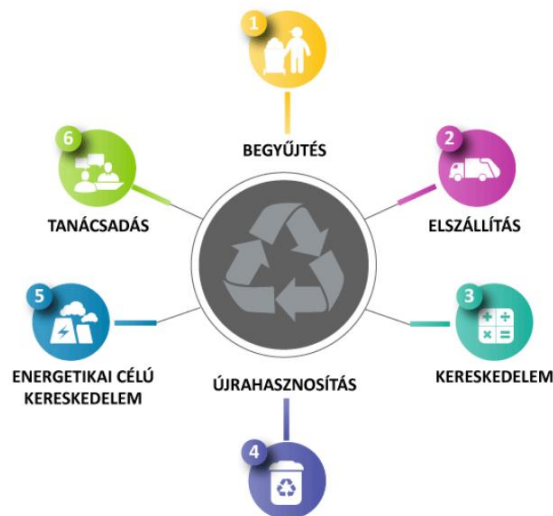 1
BEGYŰJTÉS
2
ELSZÁLLÍTÁS
3
KERESKEDELEM
4
ÚJRAHASZNOSÍTÁS
5
ENERGETIKAI CÉLÚ
KERESKEDELEM
6
TANÁCSADÁS